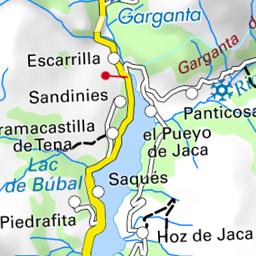 Garganta
Escarrilla
Garganta d
Sandinies
Panticosa
ramacastilla
de Tena
el Pueyo
de Jaca
Lac
de Búbal
Saqués
Piedrafita
Hoz de Jaca